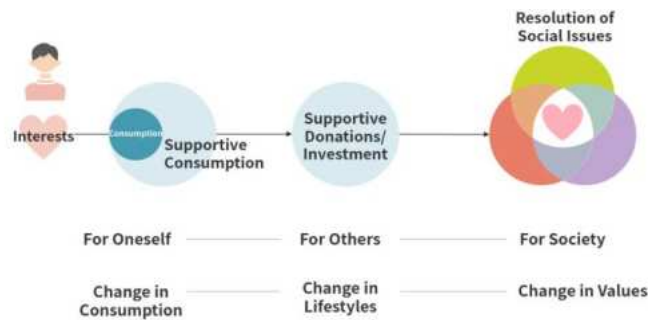 Resolution of
Social Issues
Interests
Consumption
Supportive
Consumption
Supportive
Donations/
Investment
For Oneself
For Others
For Society
Change in
Consumption
Change in
Lifestyles
Change in Values